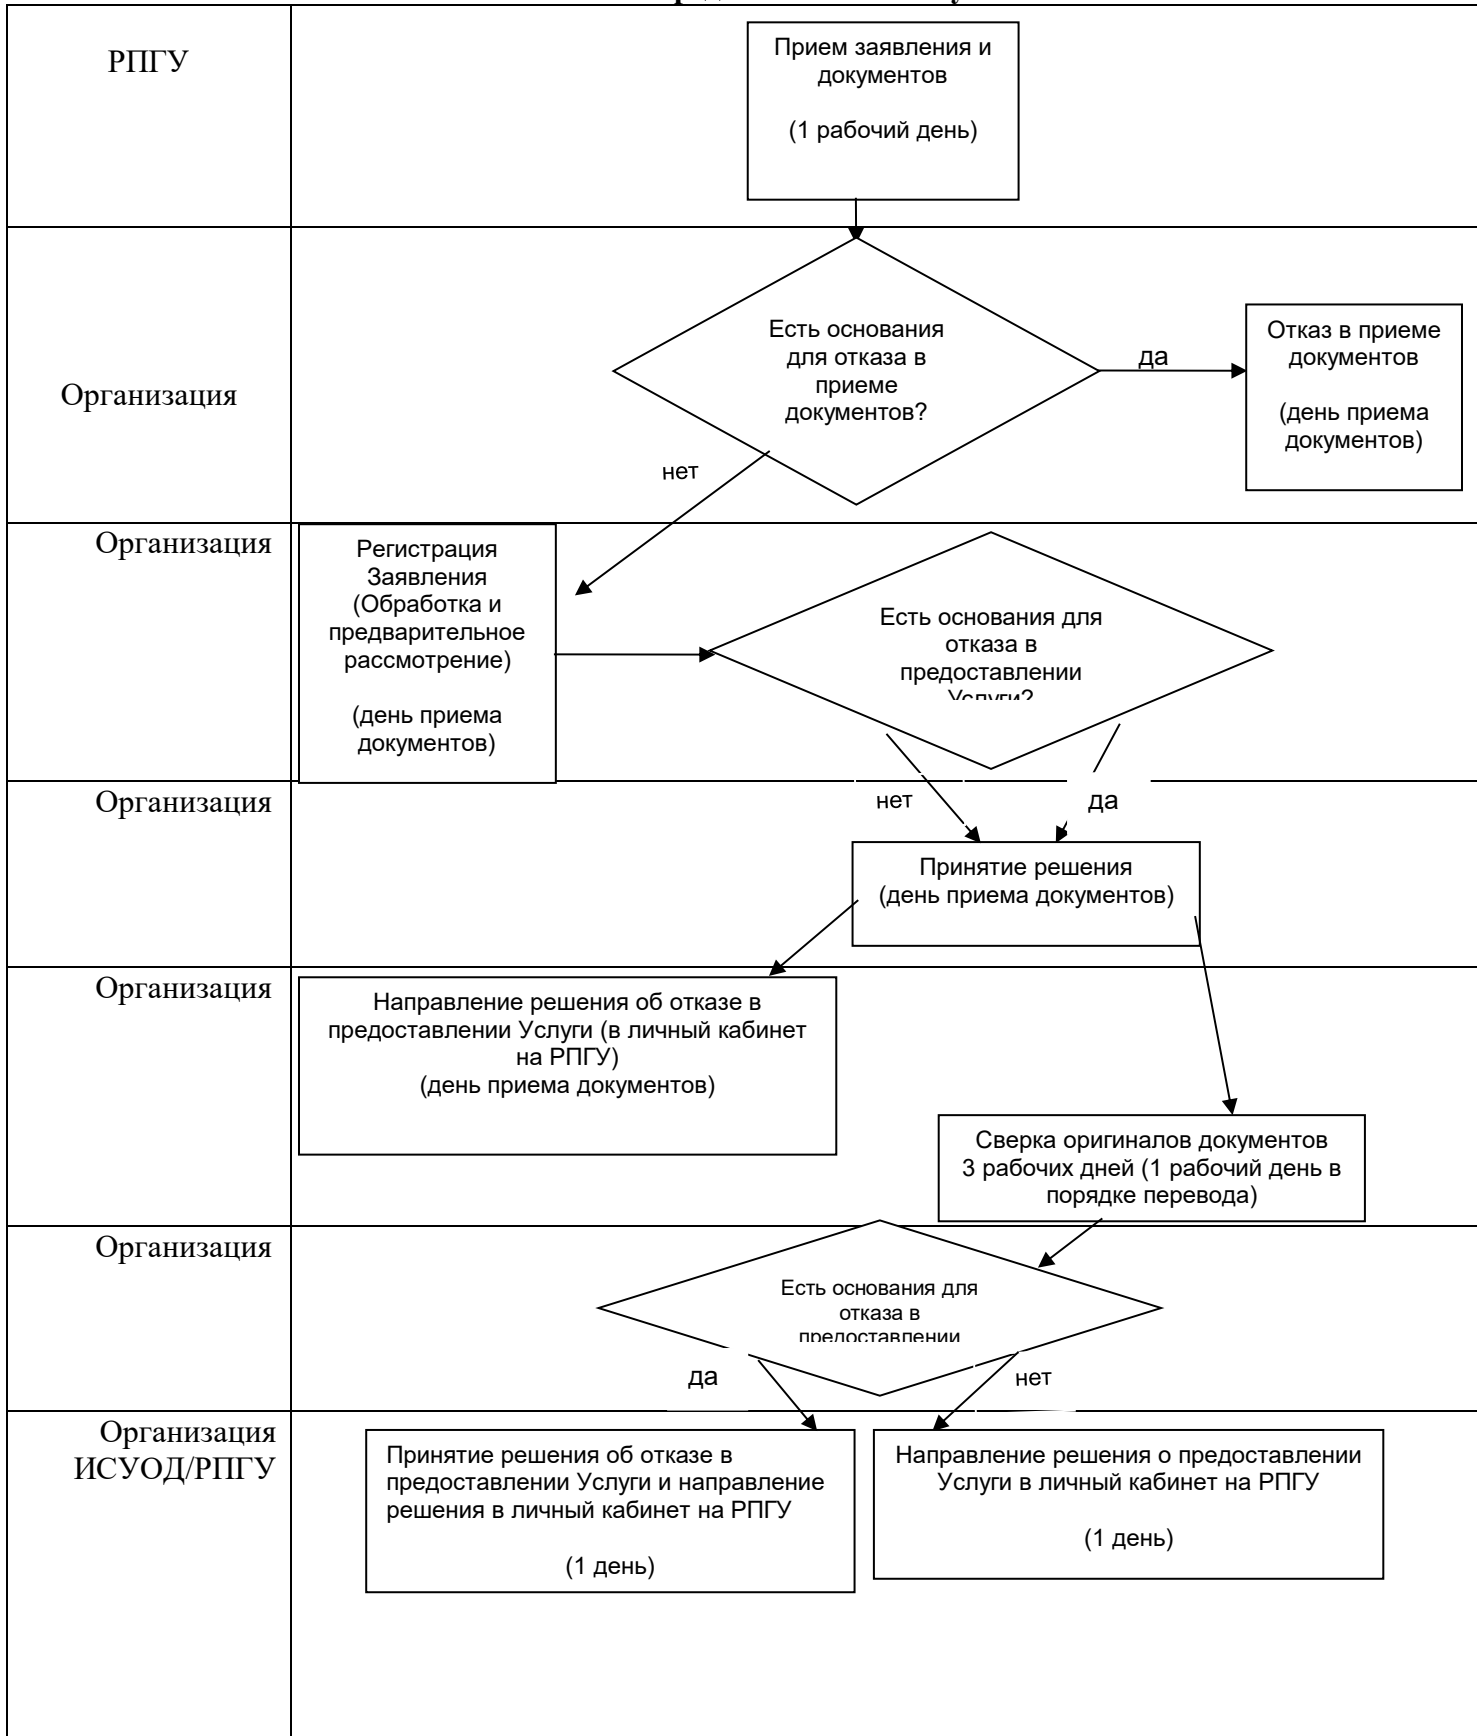 РПГУ
Прием заявления и
документов
(1 рабочий день)
Организация
Есть основания
для отказа в
приеме
документов?
да
Отказ в приеме
документов
(день приема
документов)
нет
Организация
Регистрация
Заявления
(Обработка и
предварительное
рассмотрение)
(день приема
документов)
Есть основания для
отказа в
предоставлении
Услуги?
Организация
нет
да
Принятие решения
(день приема документов)
Организация
Направление решения об отказе в
предоставлении Услуги (в личный кабинет
на РПГУ)
(день приема документов)
Сверка оригиналов документов
3 рабочих дней (1 рабочий день в
порядке перевода)
Организация
Есть основания для
отказа в
предоставлении
да
нет
Организация
ИСУОД/РПГУ
Принятие решения об отказе в
предоставлении Услуги и направление
решения в личный кабинет на РПГУ
(1 день)
Направление решения о предоставлении
Услуги в личный кабинет на РПГУ
(1 день)